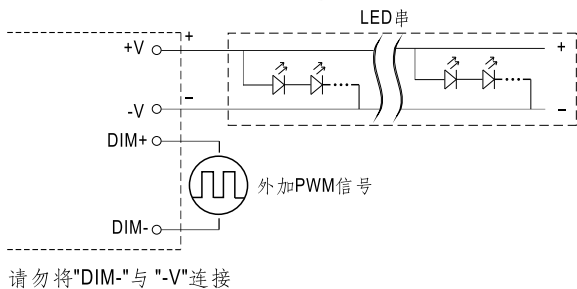 LED串
+V
+
+
-V
−
−
DIM+
外加PWM信号
DIM-
请勿将"DIM-"与 "-V"连接